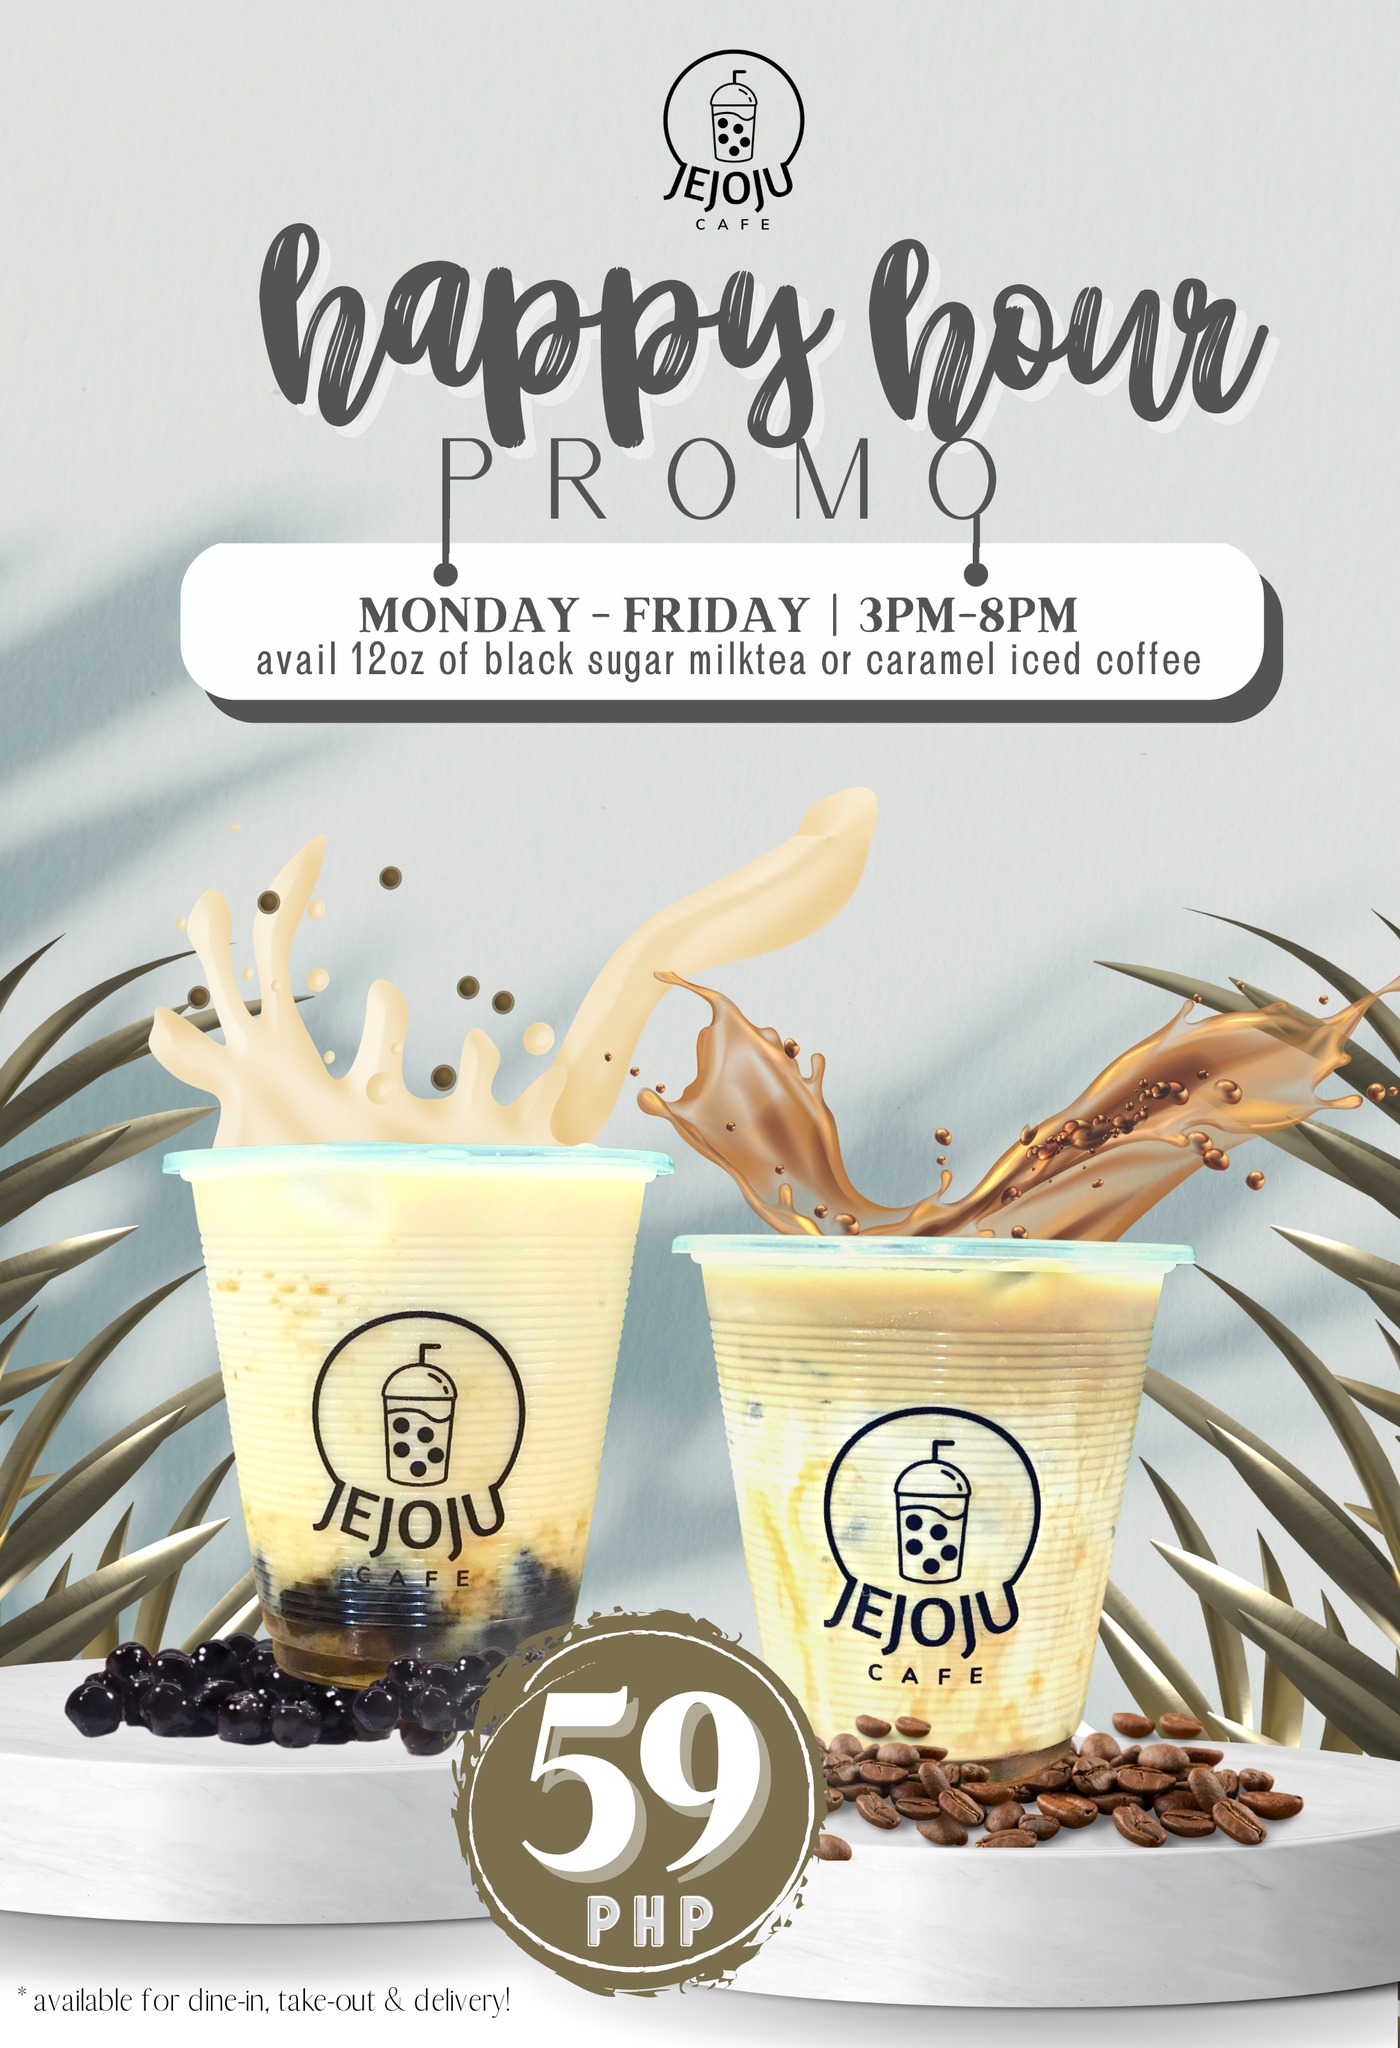 JEJOJU
CAFE
happy hour
PROMO
MONDAY - FRIDAY | 3PM-8PM
avail 12oz of black sugar milktea or caramel iced coffee
JEJOJU
CAFE
JEJOJU
CAFE
59
PHP
* available for dine-in, take-out & delivery!